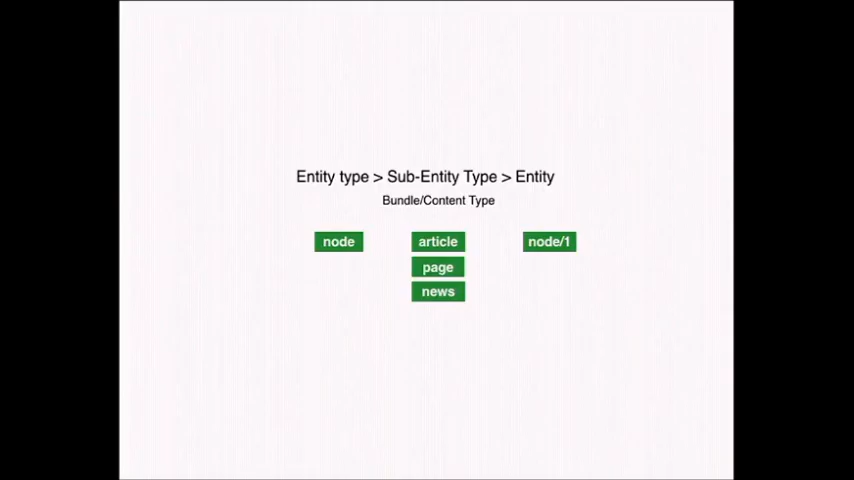 Entity type > Sub-Entity Type > Entity
Bundle/Content Type
node article node/1
page
news